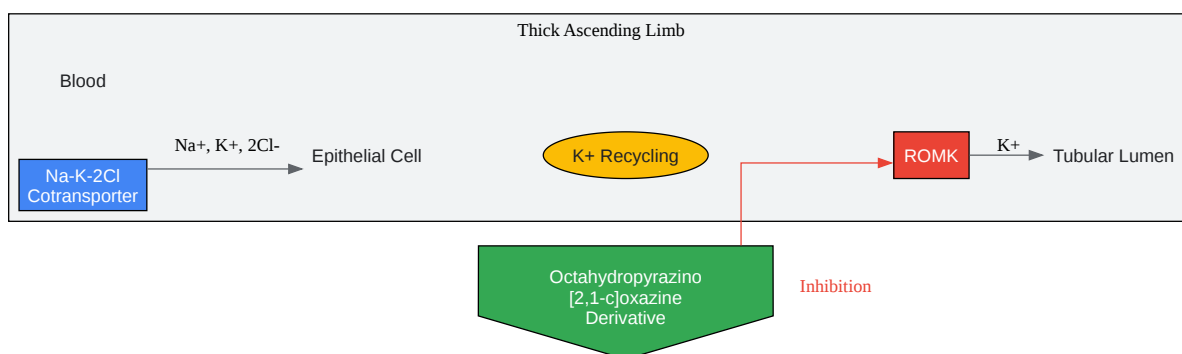 Thick Ascending Limb
Blood
Na+, K+, 2Cl-
Na-K-2Cl
Cotransporter
Epithelial Cell
K+ Recycling
ROMK
K+
Tubular Lumen
Octahydropyrazino
[2,1-c]oxazine
Derivative
Inhibition